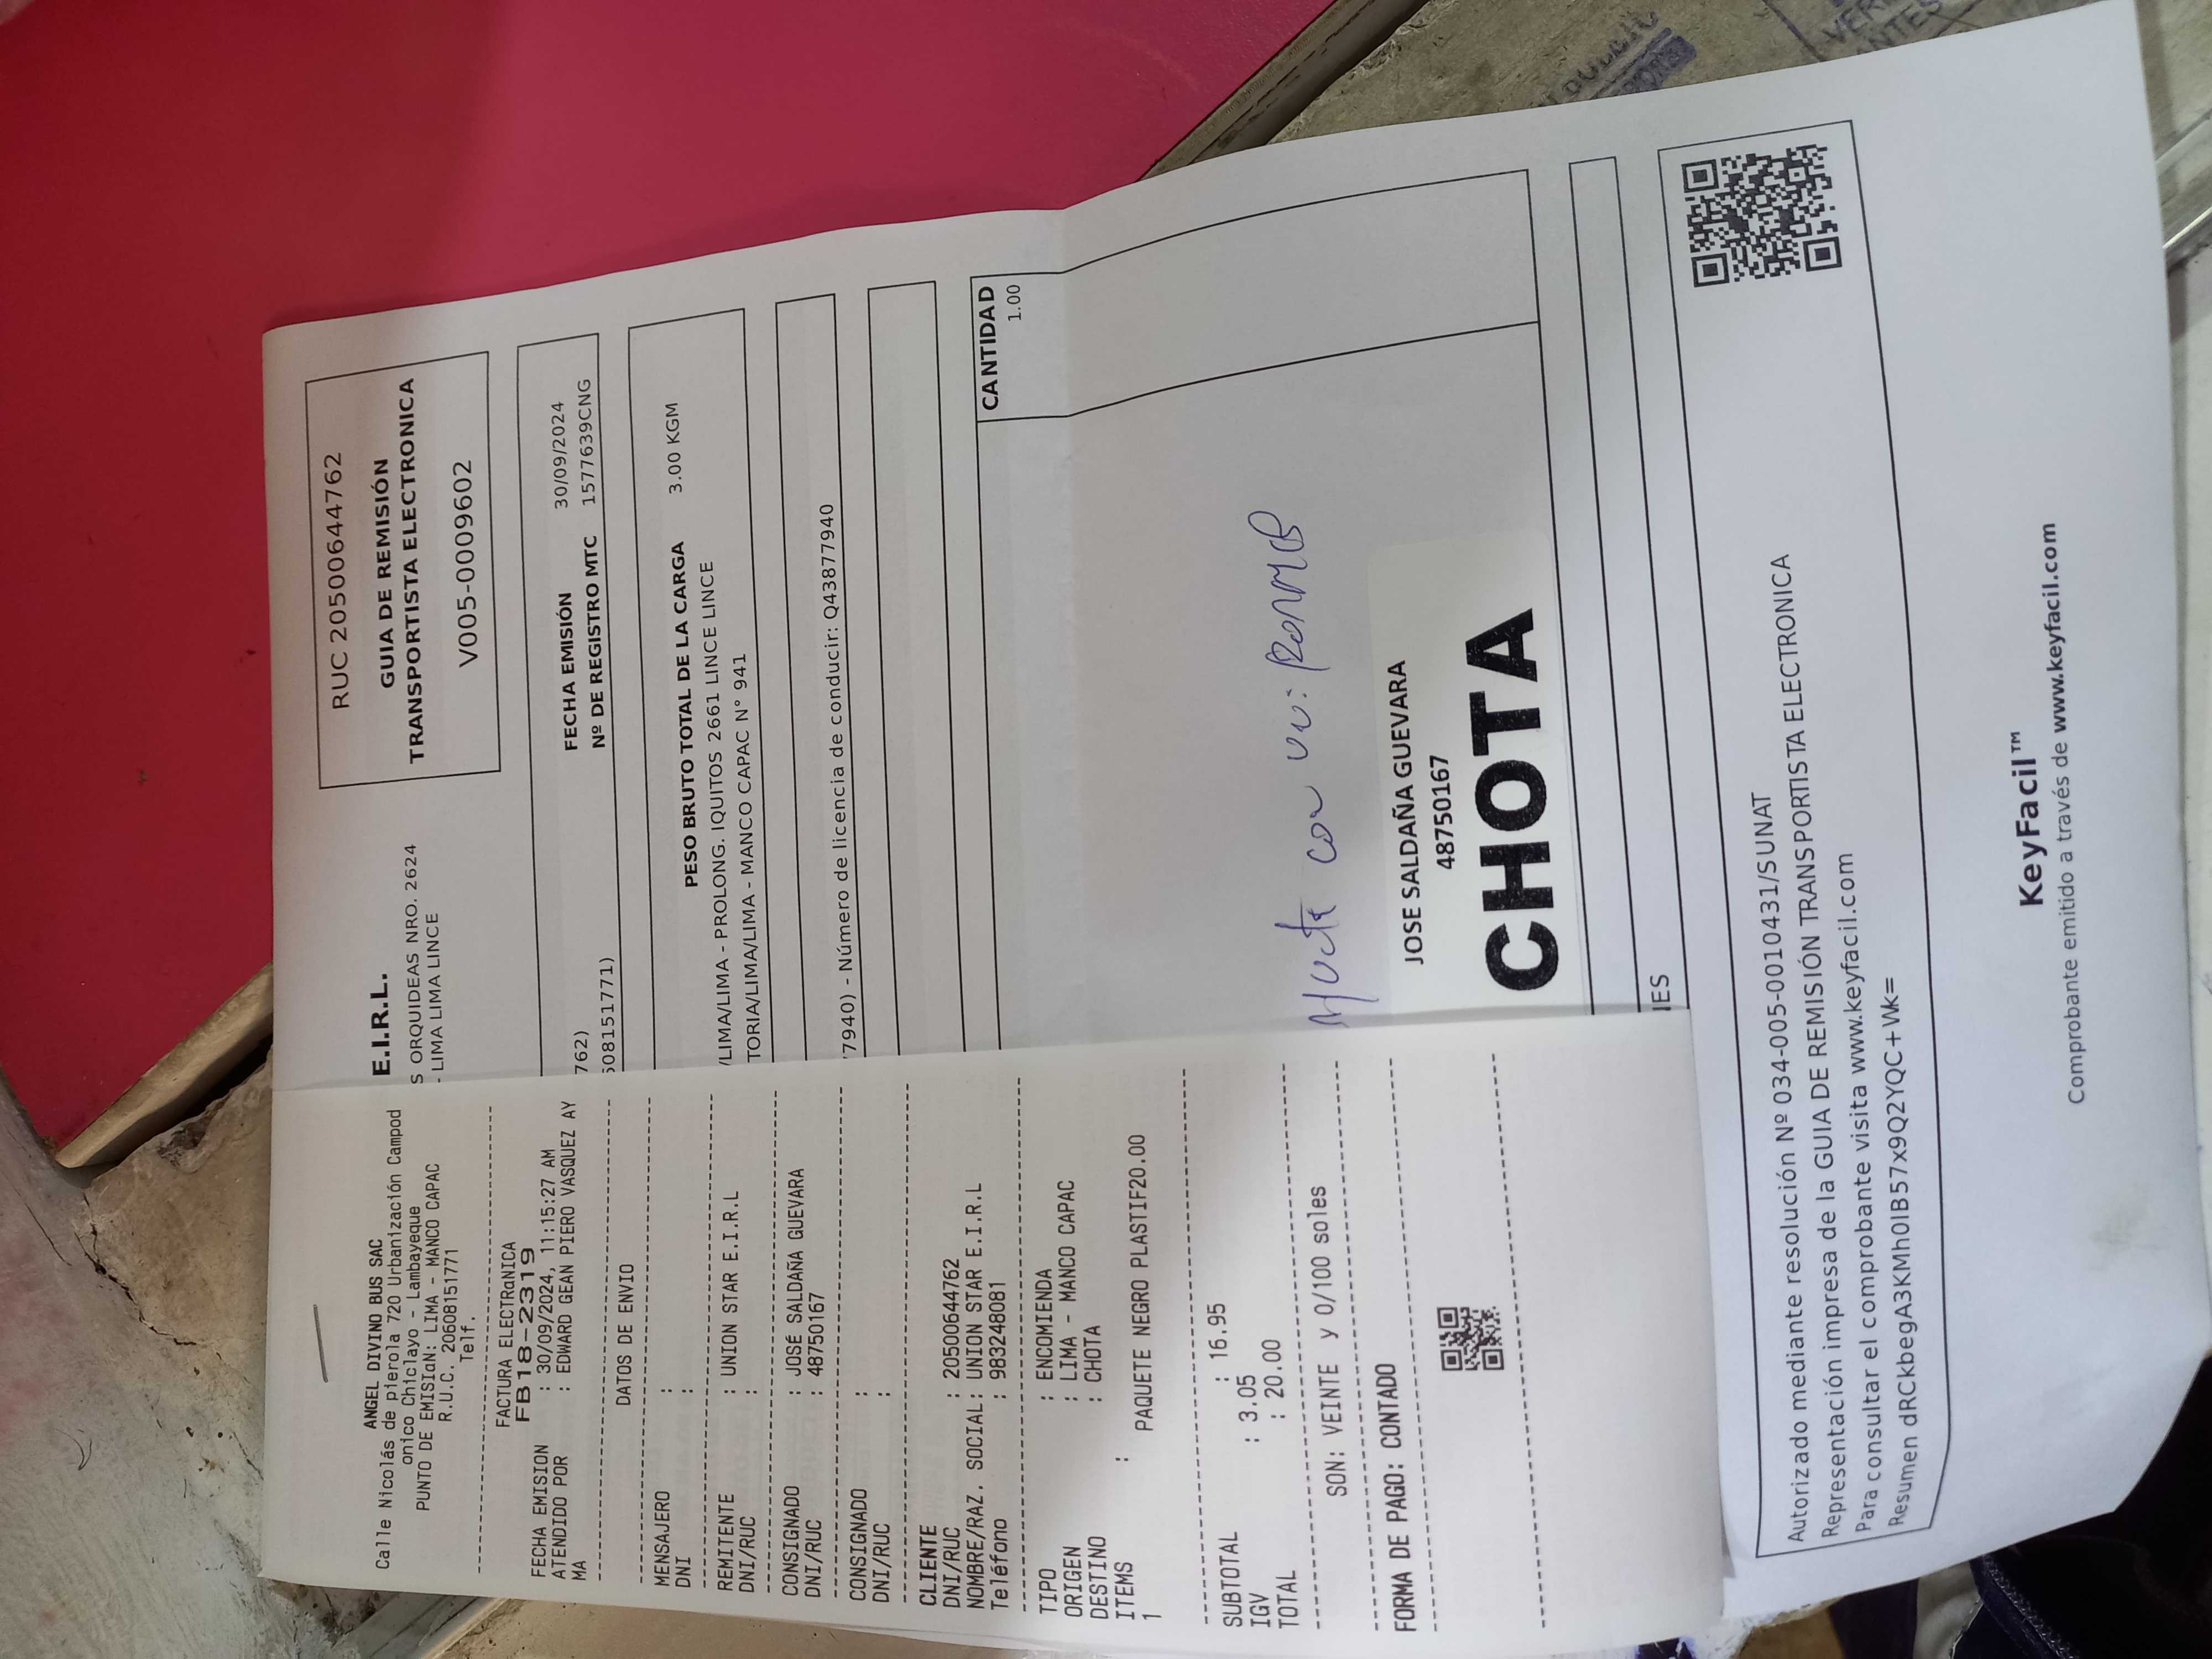 ANGEL DIVINO BUS SAC
Calle Nicolás de pierola 720 Urbanización Campod
onico Chiclayo - Lambayeque
PUNTO DE EMISIαN: LIMA - MANCO CAPAC
R.U.C. 20608151771
Telf.
FACTURA ELECTRαNICA
FB18-2319
FECHA EMISION : 30/09/2024, 11:15:27 AM
ATENDIDO POR : EDWARD GEAN PIERO VASQUEZ AY
MA
DATOS DE ENVIO
MENSAJERO :
DNI :
REMITENTE : UNION STAR E.I.R.L
DNI/RUC :
CONSIGNADO : JOSE SALDAÑA GUEVARA
DNI/RUC : 48750167
CONSIGNADO :
DNI/RUC :
CLIENTE
DNI/RUC : 20500644762
NOMBRE/RAZ. SOCIAL : UNION STAR E.I.R.L
Teléfono : 983248081
TIPO : ENCOMIENDA
ORIGEN : LIMA - MANCO CAPAC
DESTINO : CHOTA
ITEMS :
1 PAQUETE NEGRO PLASTIF20.00
SUBTOTAL : 16.95
IGV : 3.05
TOTAL : 20.00
SON: VEINTE y 0/100 soles
FORMA DE PAGO: CONTADO
E.I.R.L.
S ORQUIDEAS NRO. 2624
- LIMA LIMA LINCE
RUC 20500644762
GUIA DE REMISIÓN
TRANSPORTISTA ELECTRONICA
V005-0009602
FECHA EMISIÓN 30/09/2024
762) Nº DE REGISTRO MTC 1577639CNG
508151771)
PESO BRUTO TOTAL DE LA CARGA 3.00 KGM
/LIMA/LIMA - PROLONG. IQUITOS 2661 LINCE LINCE
TORIA/LIMA/LIMA - MANCO CAPAC N° 941
7940) - Número de licencia de conducir: Q43877940
CANTIDAD
1.00
con
JOSE SALDAÑA GUEVARA
48750167
CHOTA
NES
Autorizado mediante resolución Nº 034-005-0010431/SUNAT
Representación impresa de la GUIA DE REMISIÓN TRANSPORTISTA ELECTRONICA
Para consultar el comprobante visita www.keyfacil.com
Resumen dRCkbegA3KMh0lB57x9Q2YQC+Wk=
KeyFacil™
Comprobante emitido a través de www.keyfacil.com